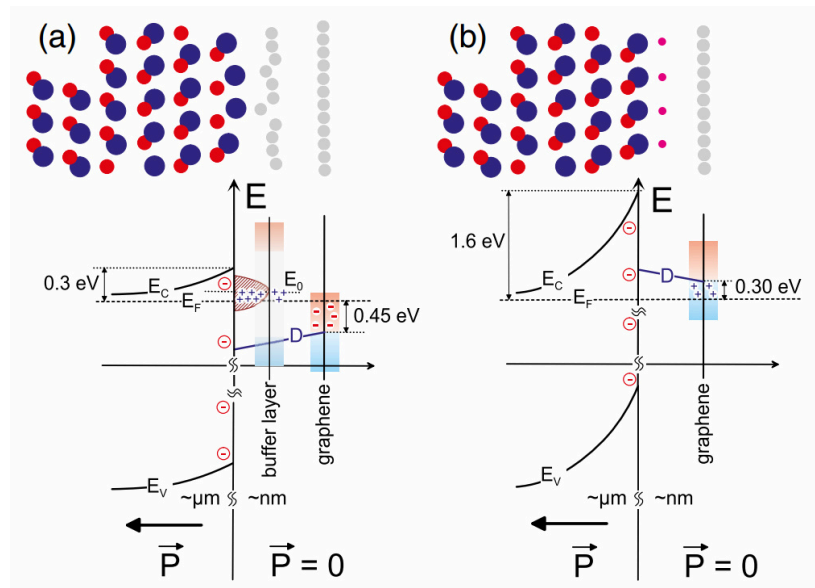 (a)
E
0.3 eV
E_C
E_F
E_0
0.45 eV
D
buffer layer
graphene
E_V
~μm
~nm
P⃗
P⃗ = 0
(b)
E
1.6 eV
E_C
E_F
D
0.30 eV
graphene
E_V
~μm
~nm
P⃗
P⃗ = 0